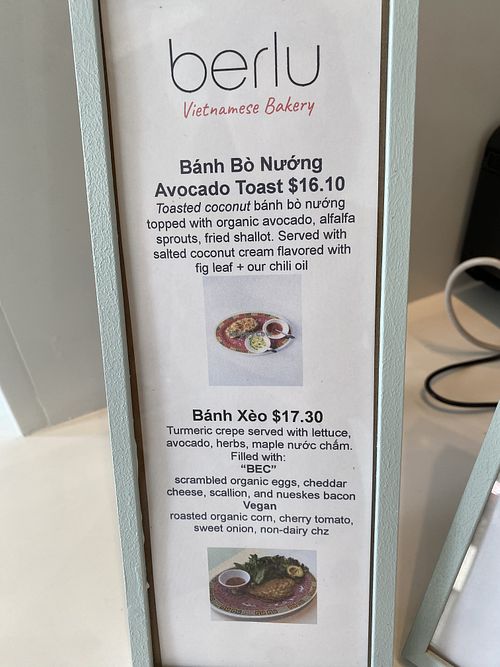 berlu
Vietnamese Bakery
Bánh Bò Nướng
Avocado Toast $16.10
Toasted coconut bánh bò nướng
topped with organic avocado, alfalfa
sprouts, fried shallot. Served with
salted coconut cream flavored with
fig leaf + our chili oil
Bánh Xèo $17.30
Turmeric crepe served with lettuce,
avocado, herbs, maple nước chấm.
Filled with:
“BEC”
scrambled organic eggs, cheddar
cheese, scallion, and nueskes bacon
Vegan
roasted organic corn, cherry tomato,
sweet onion, non-dairy chz